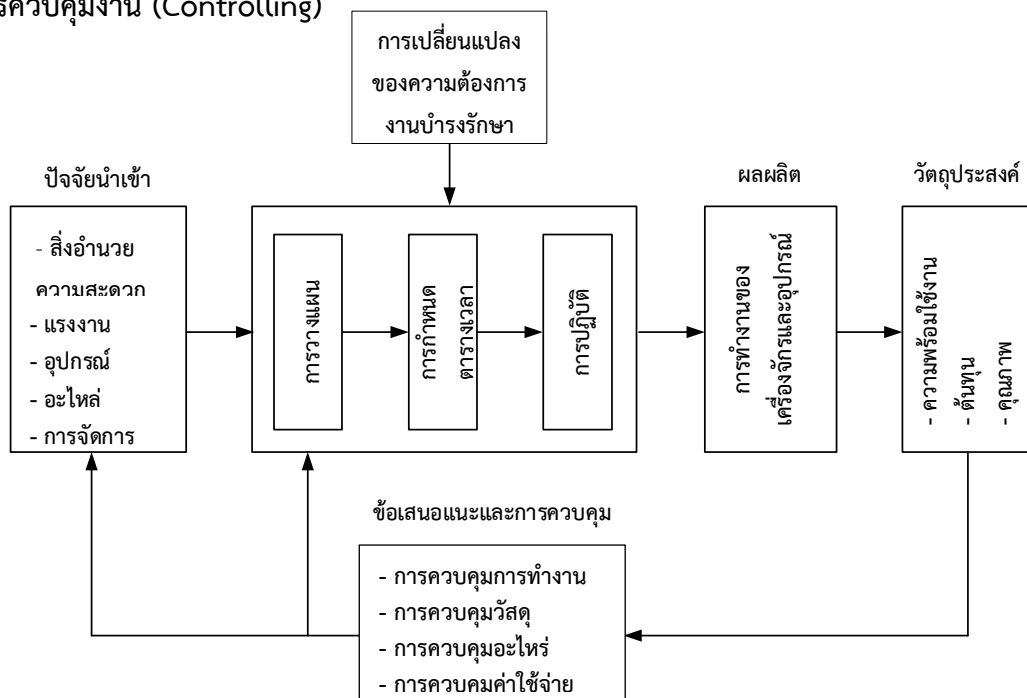 รควบคุมงาน (Controlling)
การเปลี่ยนแปลง
ของความต้องการ
งานบำรงรักษา
ปัจจัยนำเข้า
- สิ่งอำนวย
ความสะดวก
- แรงงาน
- อุปกรณ์
- อะไหล่
- การจัดการ
การวางแผน
การกำหนด
ตารางเวลา
การปฏิบัติ
ผลผลิต
การทำงานของ
เครื่องจักรและอุปกรณ์
วัตถุประสงค์
- ความพร้อมใช้งาน
- ต้นทุน
- คุณภาพ
ข้อเสนอแนะและการควบคุม
- การควบคุมการทำงาน
- การควบคุมวัสดุ
- การควบคุมอะไหร่
- การควบคมค่าใช้จ่าย